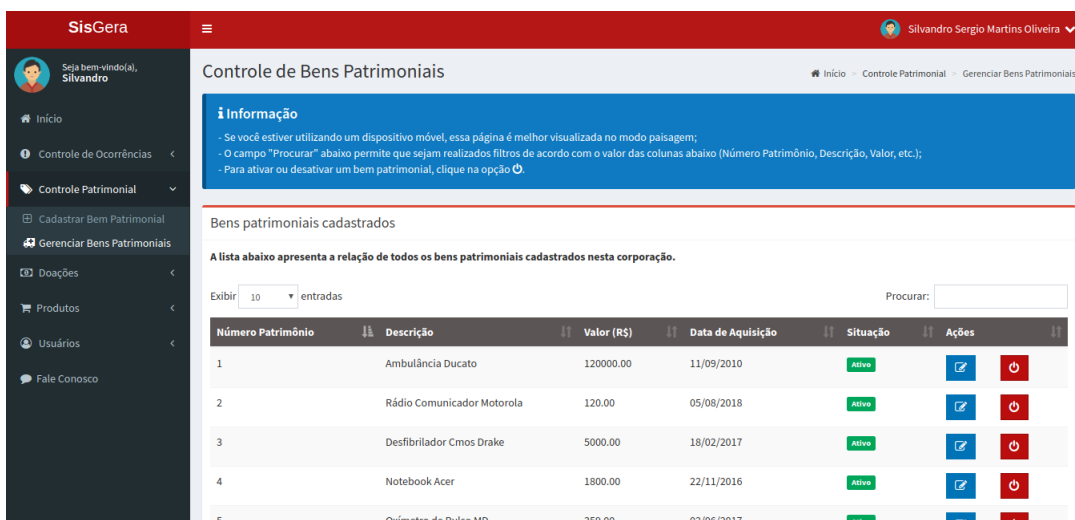 SisGera
Silvandro Sergio Martins Oliveira
Seja bem-vindo(a),
Silvandro
Início
Controle de Ocorrências
Controle Patrimonial
Cadastrar Bem Patrimonial
Gerenciar Bens Patrimoniais
Doações
Produtos
Usuários
Fale Conosco
Controle de Bens Patrimoniais
Início Controle Patrimonial Gerenciar Bens Patrimoniais
Informação
- Se você estiver utilizando um dispositivo móvel, essa página é melhor visualizada no modo paisagem;
- O campo "Procurar" abaixo permite que sejam realizados filtros de acordo com o valor das colunas abaixo (Número Patrimônio, Descrição, Valor, etc.);
- Para ativar ou desativar um bem patrimonial, clique na opção .
Bens patrimoniais cadastrados
A lista abaixo apresenta a relação de todos os bens patrimoniais cadastrados nesta corporação.
Exibir 10 entradas Procurar:
Número Patrimônio Descrição Valor (R$) Data de Aquisição Situação Ações
1 Ambulância Ducato 120000.00 11/09/2010 Ativo
2 Rádio Comunicador Motorola 120.00 05/08/2018 Ativo
3 Desfibrilador Cmos Drake 5000.00 18/02/2017 Ativo
4 Notebook Acer 1800.00 22/11/2016 Ativo